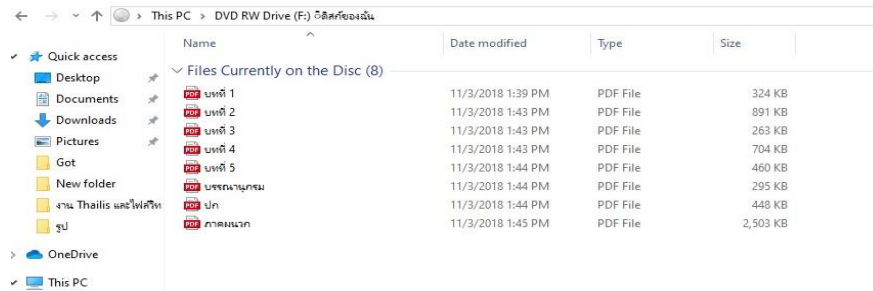 This PC > DVD RW Drive (F:) ดิสก์ของฉัน
Name Date modified Type Size
Quick access
Desktop
Documents
Downloads
Pictures
Got
New folder
งาน Thailis และไฟล์วิท
รูป
OneDrive
This PC
Files Currently on the Disc (8)
PDF บทที่ 1 11/3/2018 1:39 PM PDF File 324 KB
PDF บทที่ 2 11/3/2018 1:43 PM PDF File 891 KB
PDF บทที่ 3 11/3/2018 1:43 PM PDF File 263 KB
PDF บทที่ 4 11/3/2018 1:43 PM PDF File 704 KB
PDF บทที่ 5 11/3/2018 1:44 PM PDF File 460 KB
PDF บรรณานุกรม 11/3/2018 1:44 PM PDF File 295 KB
PDF ปก 11/3/2018 1:44 PM PDF File 448 KB
PDF ภาคผนวก 11/3/2018 1:45 PM PDF File 2,503 KB